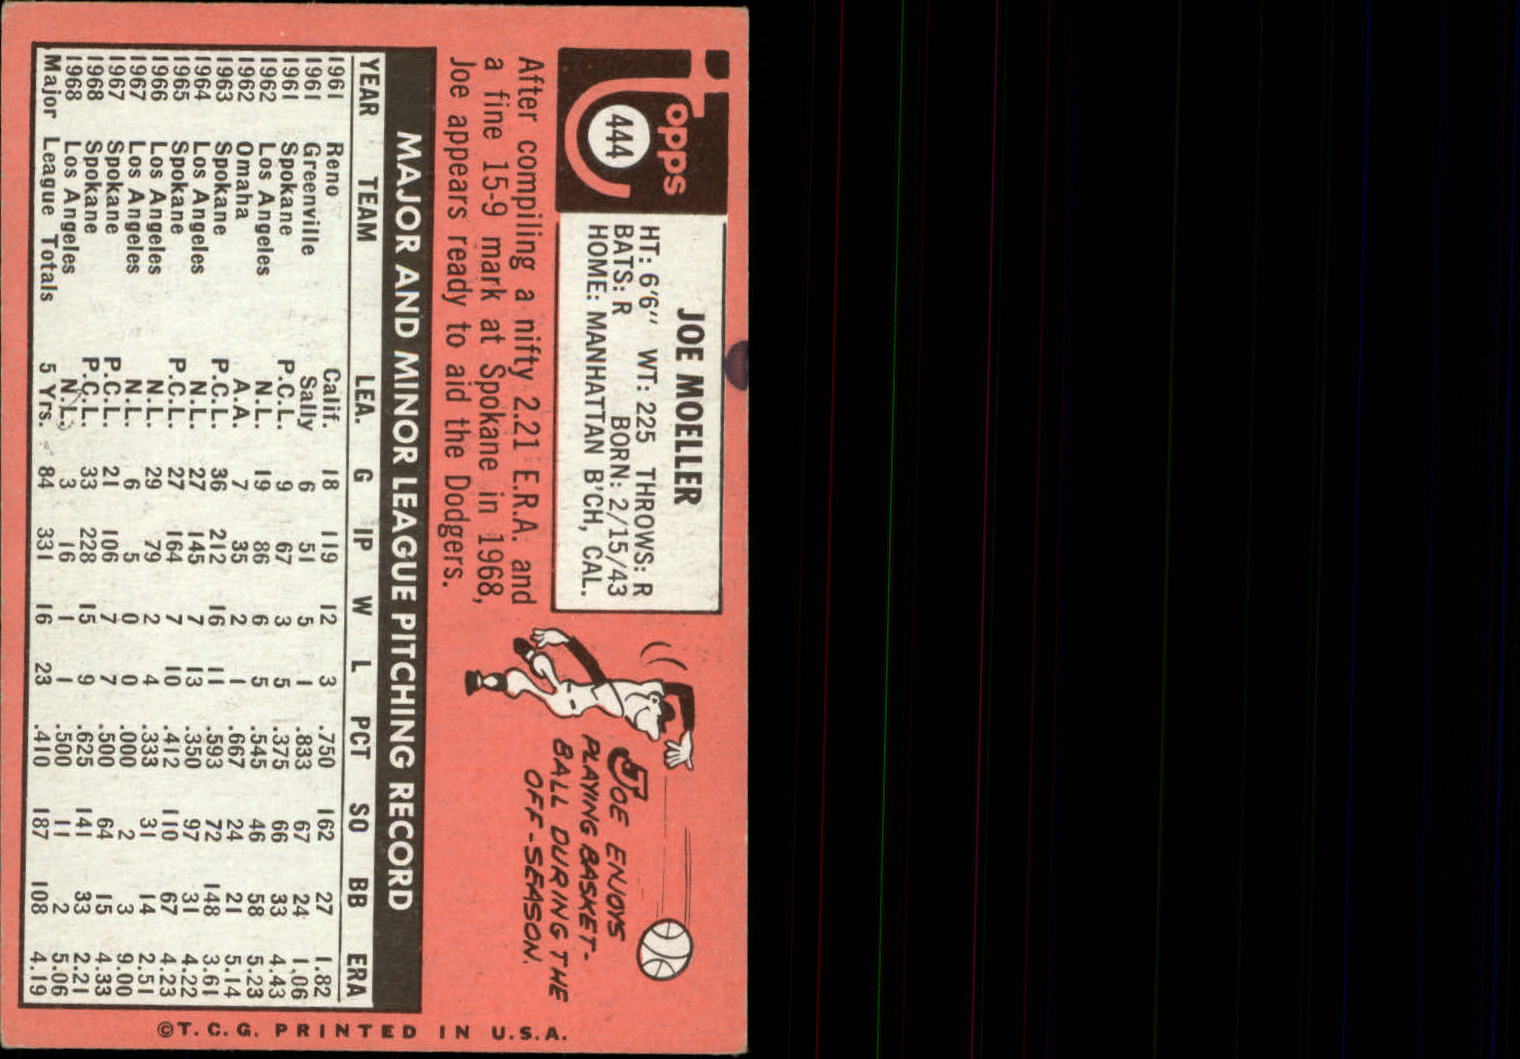 Topps
444
JOE MOELLER
HT: 6'6" WT: 225 THROWS: R
BATS: R BORN: 2/15/43
HOME: MANHATTAN B'CH, CAL.
After compiling a nifty 2.21 E.R.A. and
a fine 15-9 mark at Spokane in 1968,
Joe appears ready to aid the Dodgers.
JOE ENJOYS
PLAYING BASKET-
BALL DURING THE
OFF-SEASON.
MAJOR AND MINOR LEAGUE PITCHING RECORD
YEAR TEAM LEA. G IP W L PCT SO BB ERA
1961 Reno Calif. 18 119 12 3 .750 162 27 1.82
1961 Greenville Sally 6 51 5 1 .833 67 24 1.06
1961 Spokane P.C.L. 9 67 3 5 .375 66 33 4.43
1962 Los Angeles N.L. 19 86 6 5 .545 46 58 5.23
1962 Omaha A.A. 7 35 2 1 .667 24 21 5.14
1963 Spokane P.C.L. 36 212 16 11 .593 72 148 3.61
1964 Los Angeles N.L. 27 145 7 13 .350 97 31 4.22
1965 Spokane P.C.L. 27 164 7 10 .412 110 67 4.23
1966 Los Angeles N.L. 29 79 2 4 .333 31 14 2.51
1967 Los Angeles N.L. 6 5 0 0 .000 2 3 9.00
1967 Spokane P.C.L. 21 106 7 7 .500 64 15 4.33
1968 Spokane P.C.L. 33 228 15 9 .625 141 33 2.21
1968 Los Angeles N.L. 3 16 1 1 .500 11 2 5.06
Major League Totals 5 Yrs. 84 331 16 23 .410 187 108 4.19
©T.C.G. PRINTED IN U.S.A.